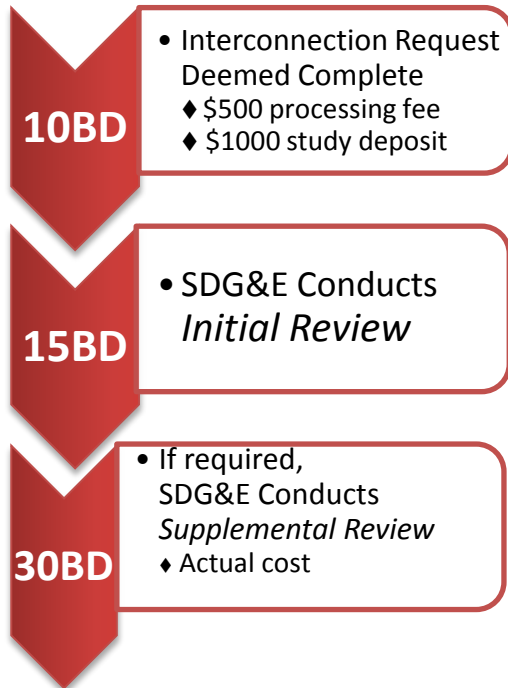 10BD
• Interconnection Request
Deemed Complete
♦ $500 processing fee
♦ $1000 study deposit
15BD
• SDG&E Conducts
Initial Review
30BD
• If required,
SDG&E Conducts
Supplemental Review
♦ Actual cost